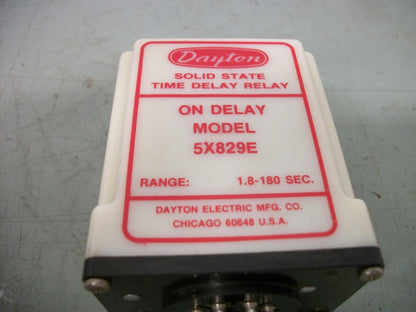 Dayton
SOLID STATE
TIME DELAY RELAY
ON DELAY
MODEL
5X829E
RANGE: 1.8-180 SEC.
DAYTON ELECTRIC MFG. CO.
CHICAGO 60648 U.S.A.